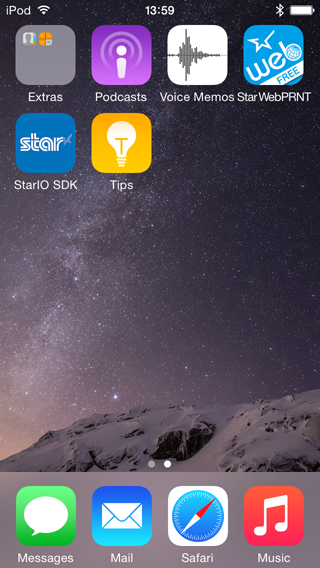 iPod 13:59
web FREE
Extras Podcasts Voice Memos StarWebPRNT
star T
StarIO SDK Tips
Messages Mail Safari Music